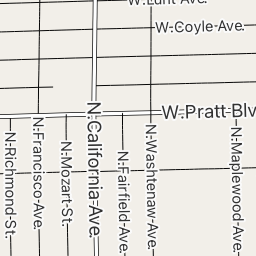 W. Lunt Ave.
W. Coyle Ave.
W. Pratt Blv
N. Richmond St.
N. Francisco Ave.
N. Mozart St.
N. California Ave.
N. Fairfield Ave.
N. Washtenaw Ave.
N. Maplewood Ave.